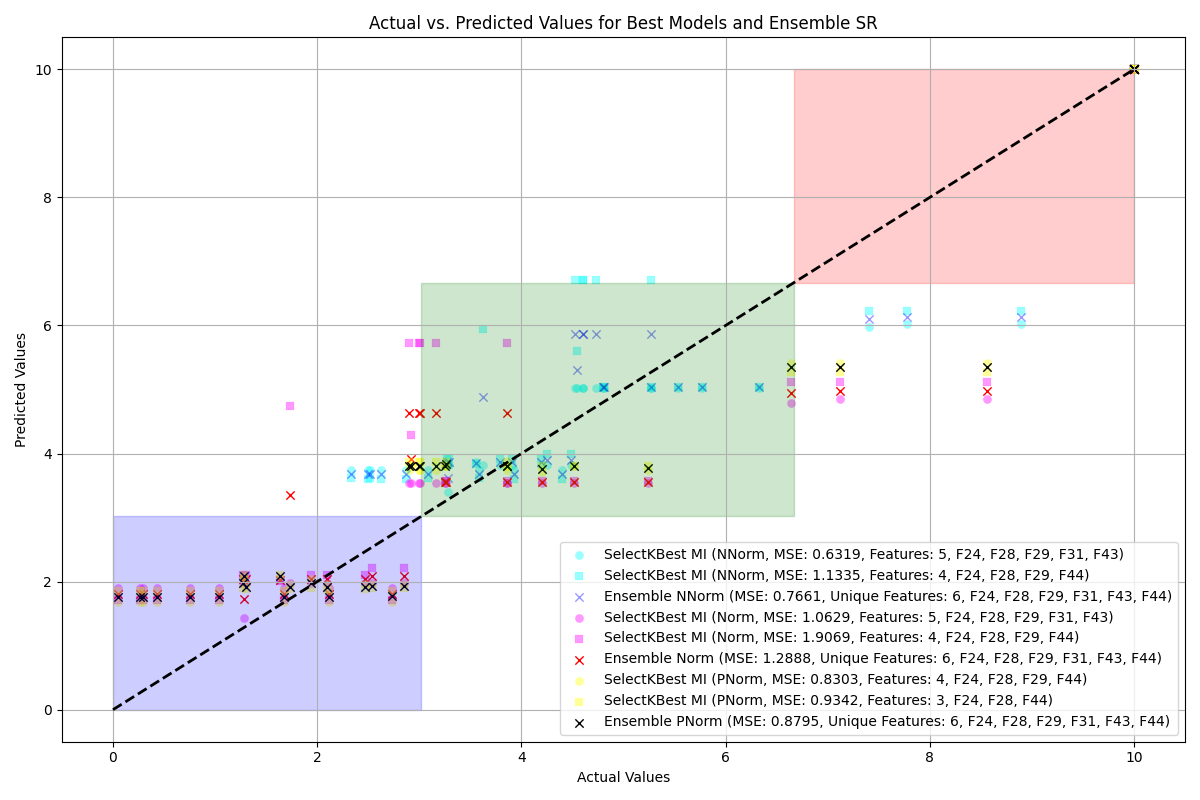 Actual vs. Predicted Values for Best Models and Ensemble SR
Predicted Values
10
8
6
4
2
0
SelectKBest MI (NNorm, MSE: 0.6319, Features: 5, F24, F28, F29, F31, F43)
SelectKBest MI (NNorm, MSE: 1.1335, Features: 4, F24, F28, F29, F44)
Ensemble NNorm (MSE: 0.7661, Unique Features: 6, F24, F28, F29, F31, F43, F44)
SelectKBest MI (Norm, MSE: 1.0629, Features: 5, F24, F28, F29, F31, F43)
SelectKBest MI (Norm, MSE: 1.9069, Features: 4, F24, F28, F29, F44)
Ensemble Norm (MSE: 1.2888, Unique Features: 6, F24, F28, F29, F31, F43, F44)
SelectKBest MI (PNorm, MSE: 0.8303, Features: 4, F24, F28, F29, F44)
SelectKBest MI (PNorm, MSE: 0.9342, Features: 3, F24, F28, F44)
Ensemble PNorm (MSE: 0.8795, Unique Features: 6, F24, F28, F29, F31, F43, F44)
0 2 4 6 8 10
Actual Values